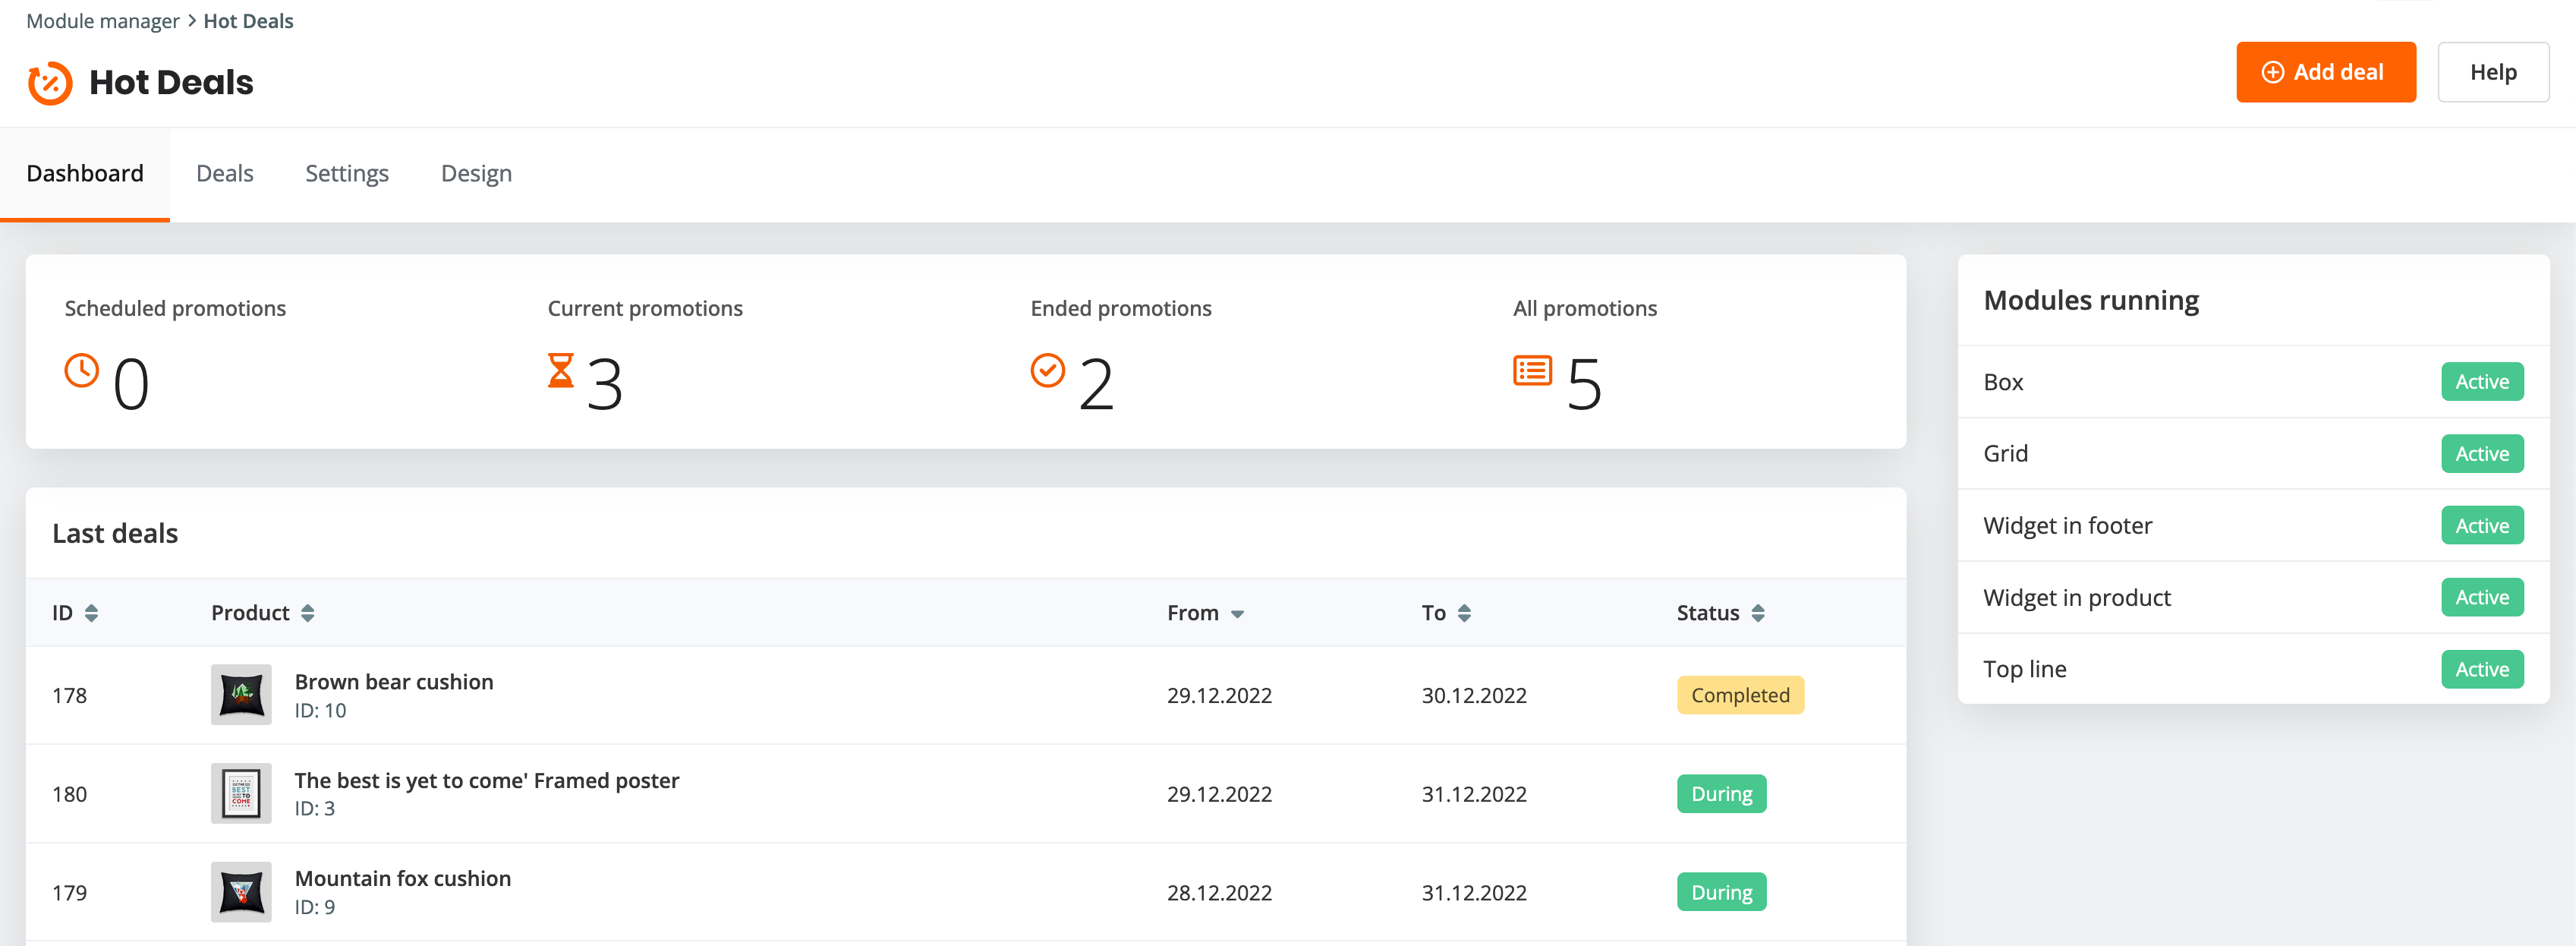 Module manager > Hot Deals
Hot Deals
Add deal
Help
Dashboard
Deals
Settings
Design
Scheduled promotions
0
Current promotions
3
Ended promotions
2
All promotions
5
Modules running
Box Active
Grid Active
Widget in footer Active
Widget in product Active
Top line Active
Last deals
ID Product From To Status
178 Brown bear cushion 29.12.2022 30.12.2022 Completed
ID: 10
180 The best is yet to come' Framed poster 29.12.2022 31.12.2022 During
ID: 3
BEST
TO
COME
179 Mountain fox cushion 28.12.2022 31.12.2022 During
ID: 9